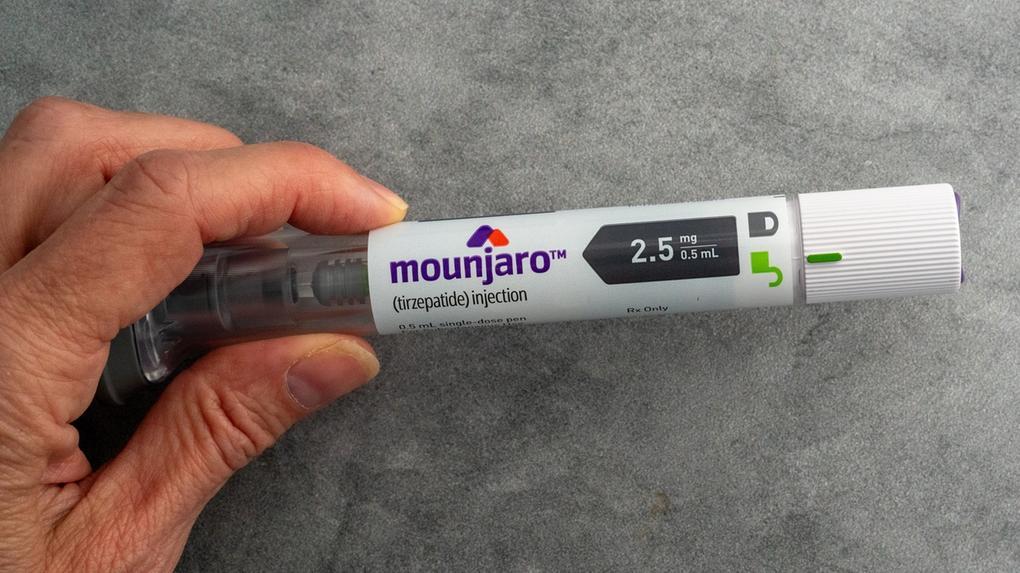 mounjaro™
(tirzepatide) injection
0.5 mL single-dose pen
2.5 mg
0.5 mL
Rx Only